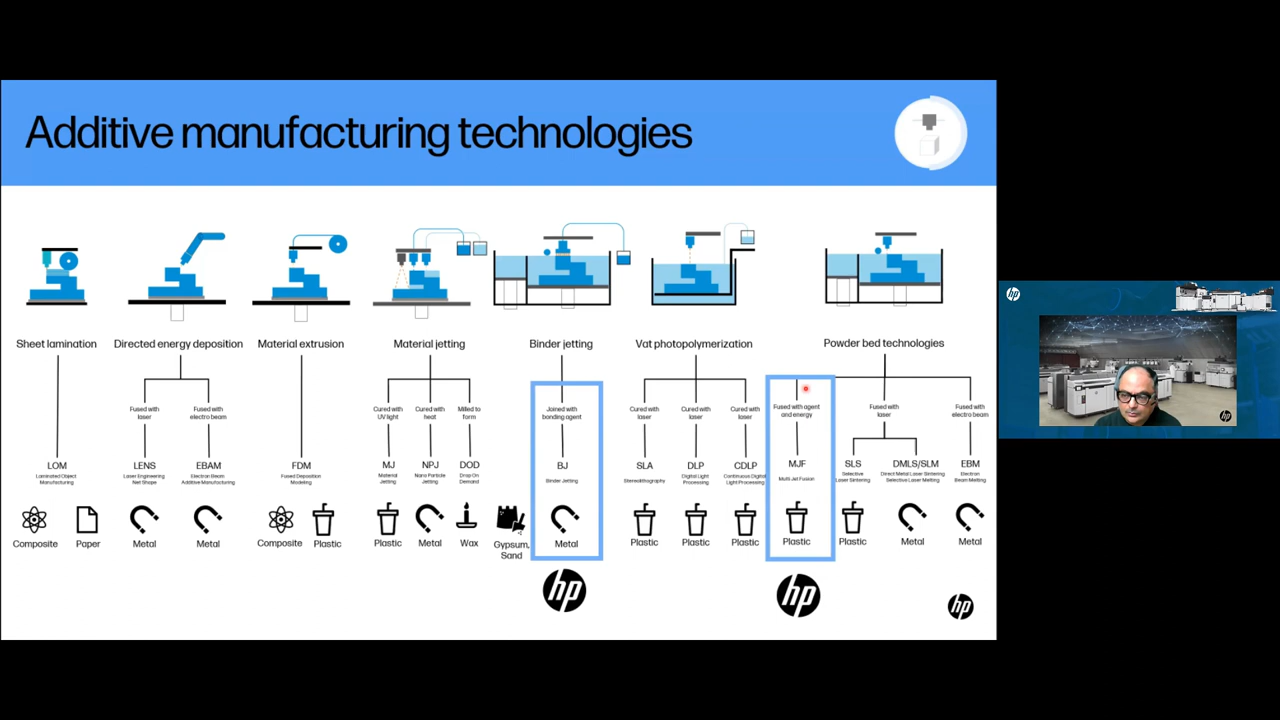 Additive manufacturing technologies
Sheet lamination
Directed energy deposition
Material extrusion
Material jetting
Binder jetting
Vat photopolymerization
Powder bed technologies
Fused with
laser
Fused with
electro beam
Cured with
UV light
Cured with
heat
Milled to
form
Joined with
bonding agent
Cured with
laser
Cured with
laser
Cured with
laser
Fused with agent
and energy
Fused with
laser
Fused with
electro beam
LOM
Laminated Object
Manufacturing
LENS
Laser Engineering
Net Shape
EBAM
Electron Beam
Additive Manufacturing
FDM
Fused Deposition
Modeling
MJ
Material
Jetting
NPJ
Nano Particle
Jetting
DOD
Drop On
Demand
BJ
Binder Jetting
SLA
Stereolithography
DLP
Digital Light
Processing
CDLP
Continuous Digital
Light Processing
MJF
Multi Jet Fusion
SLS
Selective
Laser Sintering
DMLS/SLM
Direct Metal Laser Sintering
Selective Laser Melting
EBM
Electron
Beam Melting
Composite
Paper
Metal
Metal
Composite
Plastic
Plastic
Metal
Wax
Gypsum,
Sand
Metal
Plastic
Plastic
Plastic
Plastic
Plastic
Metal
Metal
hp
hp
hp
hp
hp